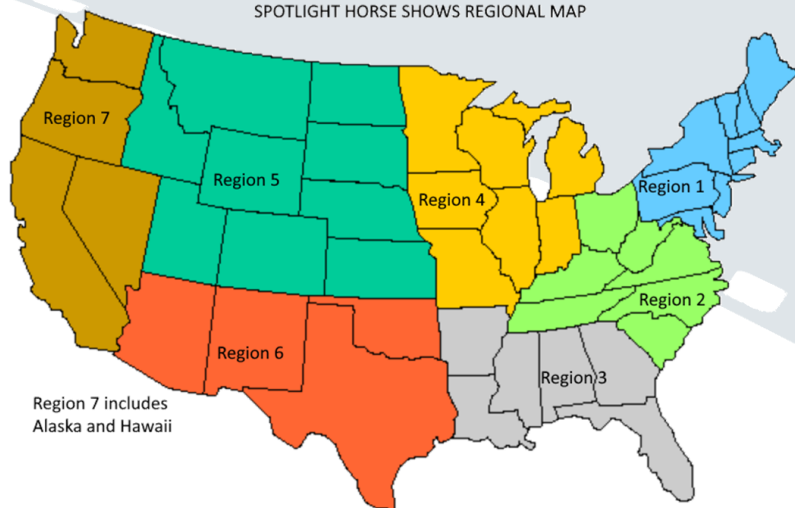 SPOTLIGHT HORSE SHOWS REGIONAL MAP
Region 7
Region 5
Region 4
Region 1
Region 2
Region 6
Region 3
Region 7 includes
Alaska and Hawaii